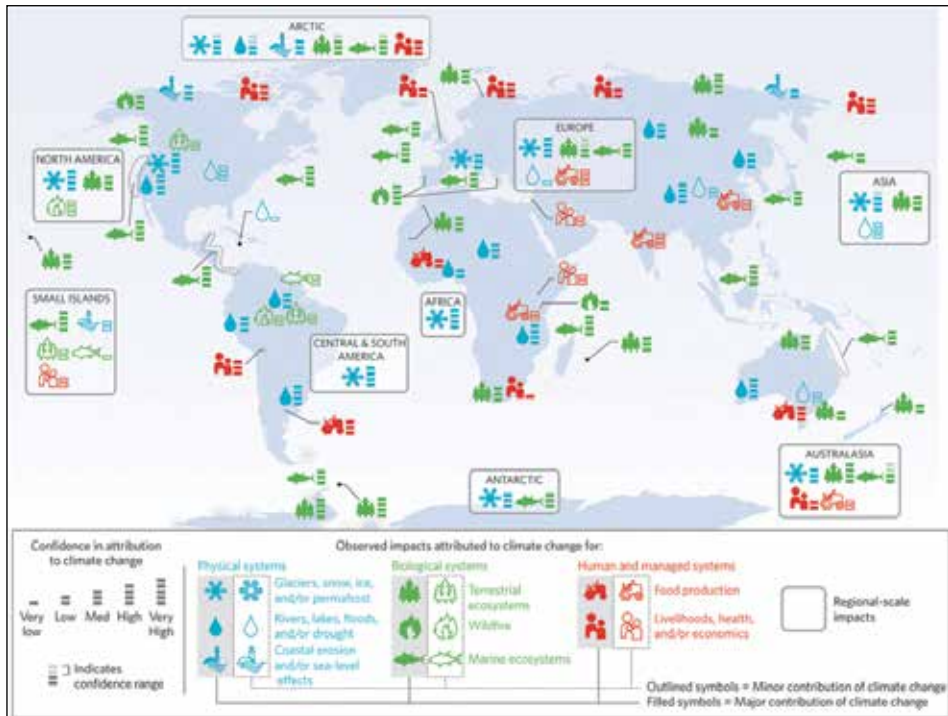 ARCTIC
EUROPE
NORTH AMERICA
ASIA
SMALL ISLANDS
AFRICA
CENTRAL & SOUTH
AMERICA
AUSTRALASIA
ANTARCTIC
Confidence in attribution
to climate change
Very
low
Low
Med
High
Very
High
Indicates
confidence range
Observed impacts attributed to climate change for:
Physical systems
Glaciers, snow, ice,
and/or permafrost
Rivers, lakes, floods,
and/or drought
Coastal erosion
and/or sea-level
effects
Biological systems
Terrestrial
ecosystems
Wildfire
Marine ecosystems
Human and managed systems
Food production
Livelihoods, health,
and/or economics
Regional-scale
impacts
Outlined symbols = Minor contribution of climate change
Filled symbols = Major contribution of climate change